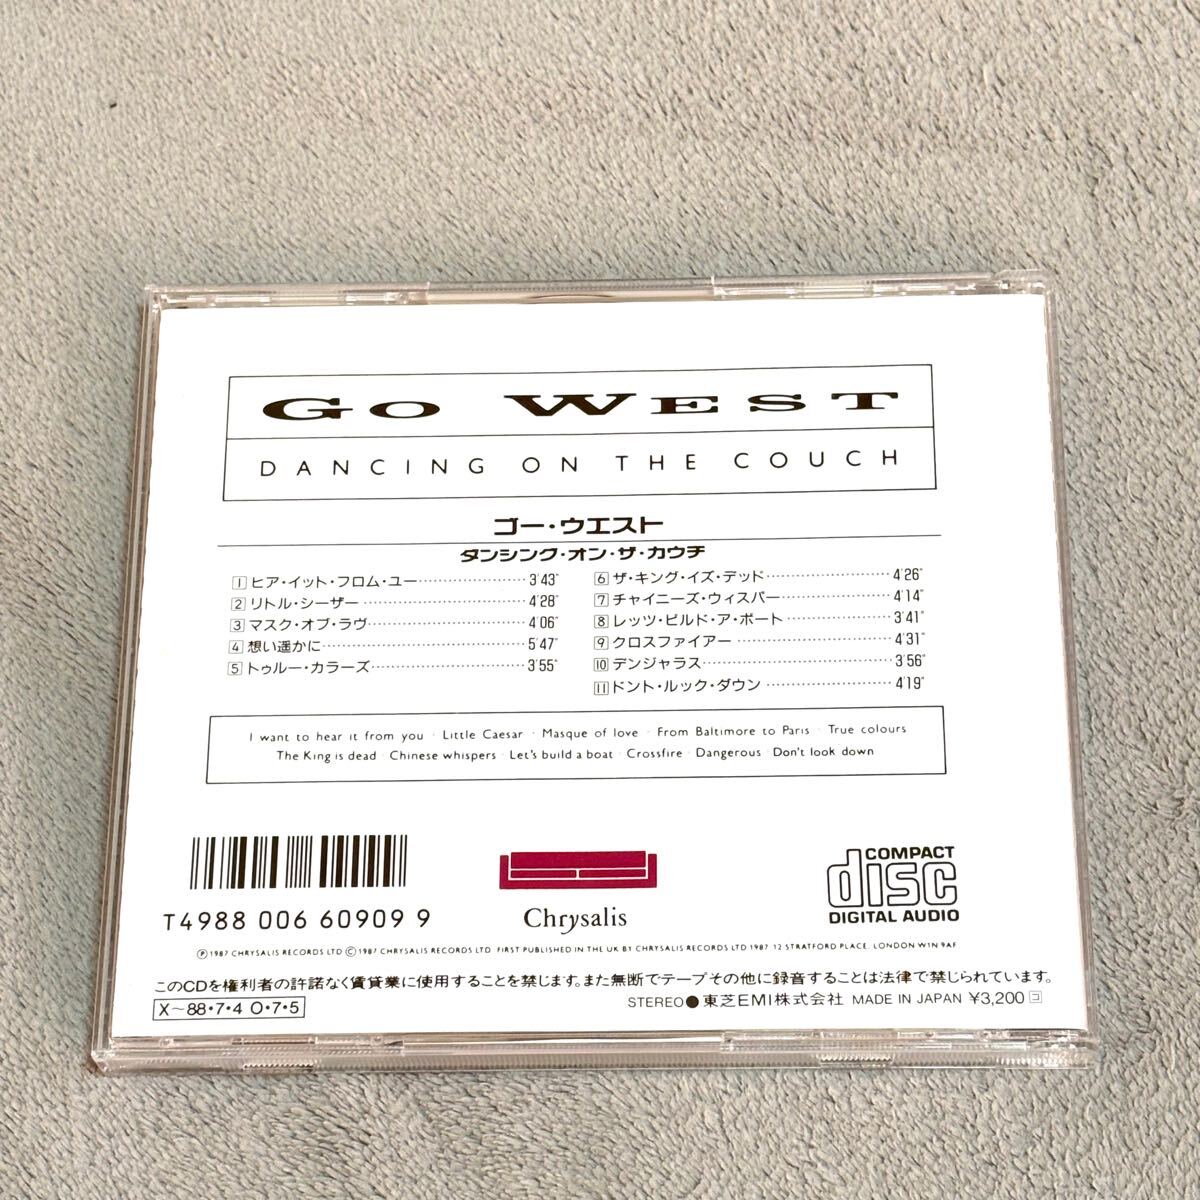 GO WEST
DANCING ON THE COUCH
ゴー・ウエスト
ダンシング・オン・ザ・カウチ
1 ヒア・イット・フロム・ユー 3'43"
2 リトル・シーザー 4'28"
3 マスク・オブ・ラヴ 4'06"
4 想い遥かに 5'47"
5 トゥルー・カラーズ 3'55"
6 ザ・キング・イズ・デッド 4'26"
7 チャイニーズ・ウィスパー 4'14"
8 レッツ・ビルド・ア・ボート 3'41"
9 クロスファイアー 4'31"
10 デンジャラス 3'56"
11 ドント・ルック・ダウン 4'19"
I want to hear it from you · Little Caesar · Masque of love · From Baltimore to Paris · True colours
The King is dead · Chinese whispers · Let's build a boat · Crossfire · Dangerous · Don't look down
T4988 006 60909 9
Chrysalis
COMPACT
disc
DIGITAL AUDIO
Ⓟ1987 CHRYSALIS RECORDS LTD Ⓒ1987 CHRYSALIS RECORDS LTD. FIRST PUBLISHED IN THE UK BY CHRYSALIS RECORDS LTD 1987 12 STRATFORD PLACE, LONDON W1N 9AF
このCDを権利者の許諾なく賃貸業に使用することを禁じます。また無断でテープその他に録音することは法律で禁じられています。
X〜88・7・4 O・7・5
STEREO● 東芝EMI株式会社 MADE IN JAPAN ¥3,200 コ